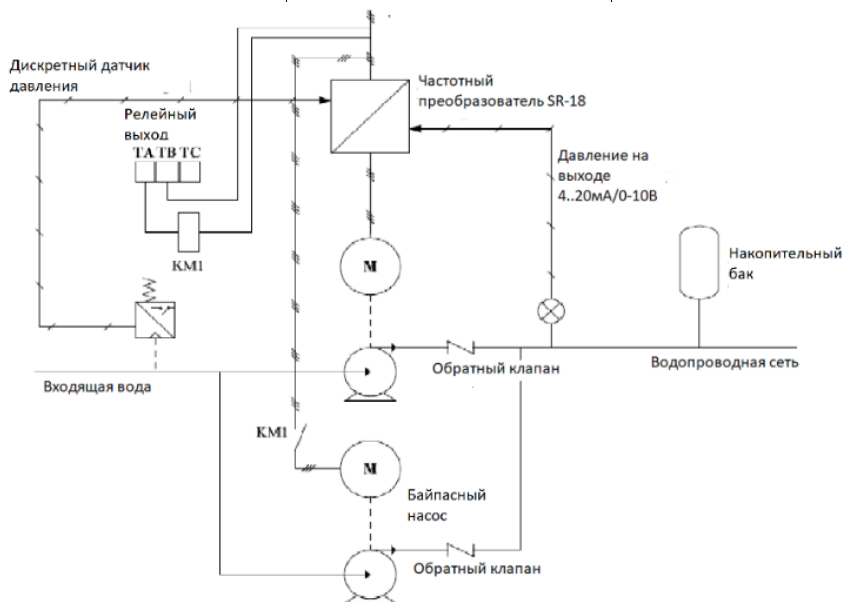 Дискретный датчик
давления
Частотный
преобразователь SR-18
Релейный
выход
TA TB TC
KM1
Давление на
выходе
4..20мА/0-10В
M
Накопительный
бак
Обратный клапан
Водопроводная сеть
Входящая вода
KM1
M
Байпасный
насос
Обратный клапан